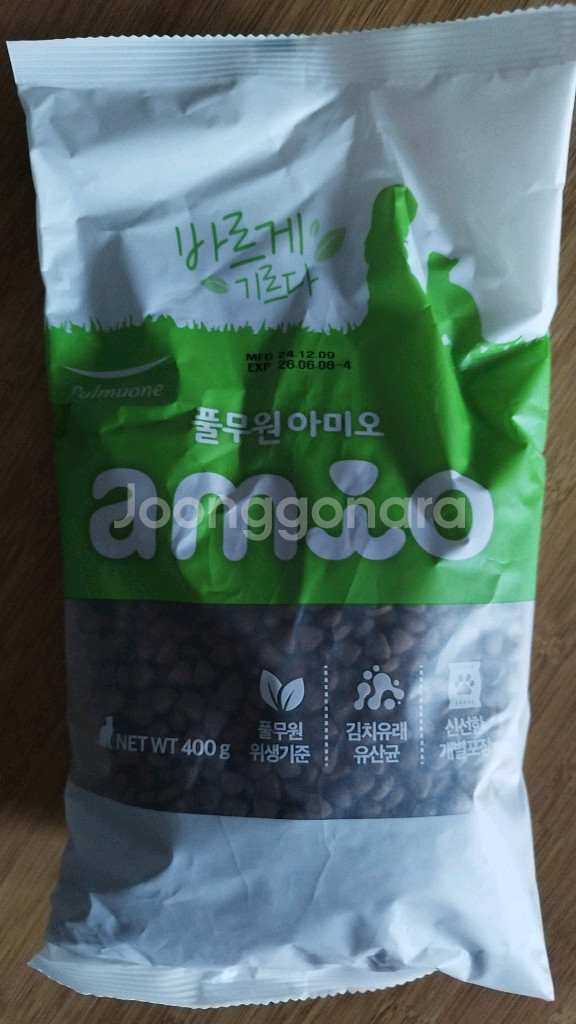 바르게
기르다
MFG 24.12.09
EXP 26.06.08-4
Pulmuone
풀무원 아미오
amio
Joonggonara
NET WT 400 g
풀무원
위생기준
김치유래
유산균
신선한
개별포장